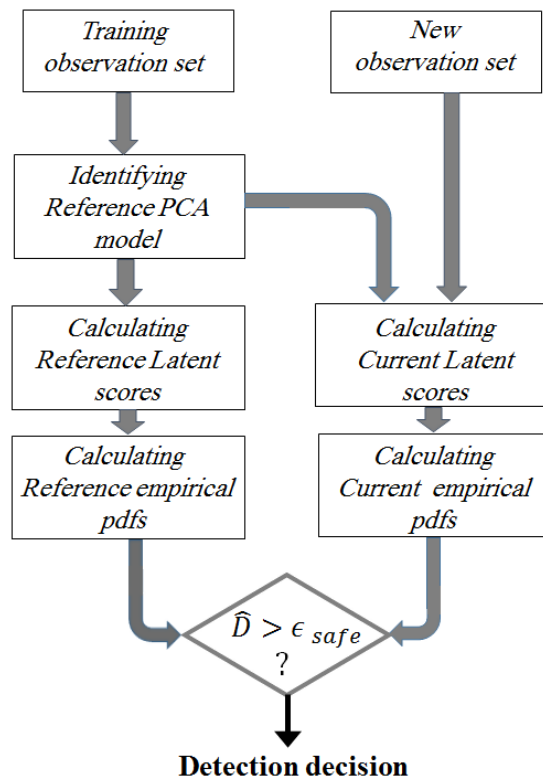 Training
observation set
New
observation set
Identifying
Reference PCA
model
Calculating
Reference Latent
scores
Calculating
Current Latent
scores
Calculating
Reference empirical
pdfs
Calculating
Current empirical
pdfs
D̂ > ϵ safe
?
Detection decision